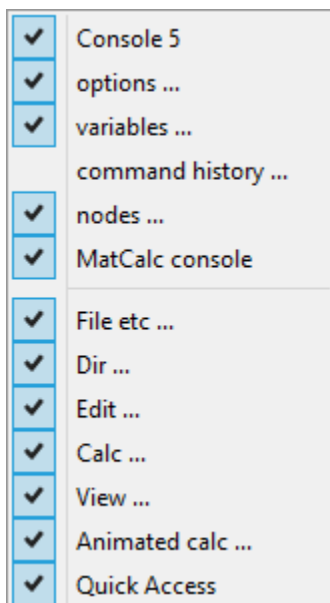 Console 5
options ...
variables ...
command history ...
nodes ...
MatCalc console
File etc ...
Dir ...
Edit ...
Calc ...
View ...
Animated calc ...
Quick Access